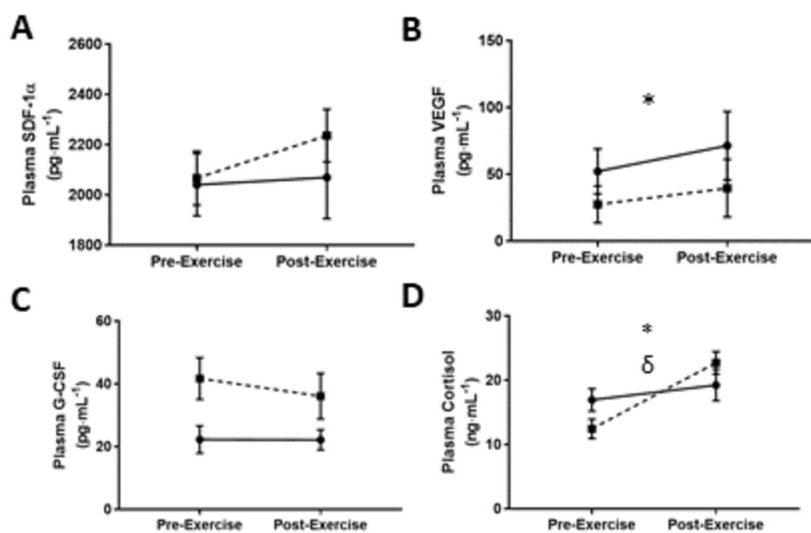 A
Plasma SDF-1α
(pg·mL⁻¹)
2600
2400
2200
2000
1800
Pre-Exercise Post-Exercise
B
Plasma VEGF
(pg·mL⁻¹)
150
100
50
0
*
Pre-Exercise Post-Exercise
C
Plasma G-CSF
(pg·mL⁻¹)
60
40
20
0
Pre-Exercise Post-Exercise
D
Plasma Cortisol
(ng·mL⁻¹)
30
20
10
0
*
δ
Pre-Exercise Post-Exercise